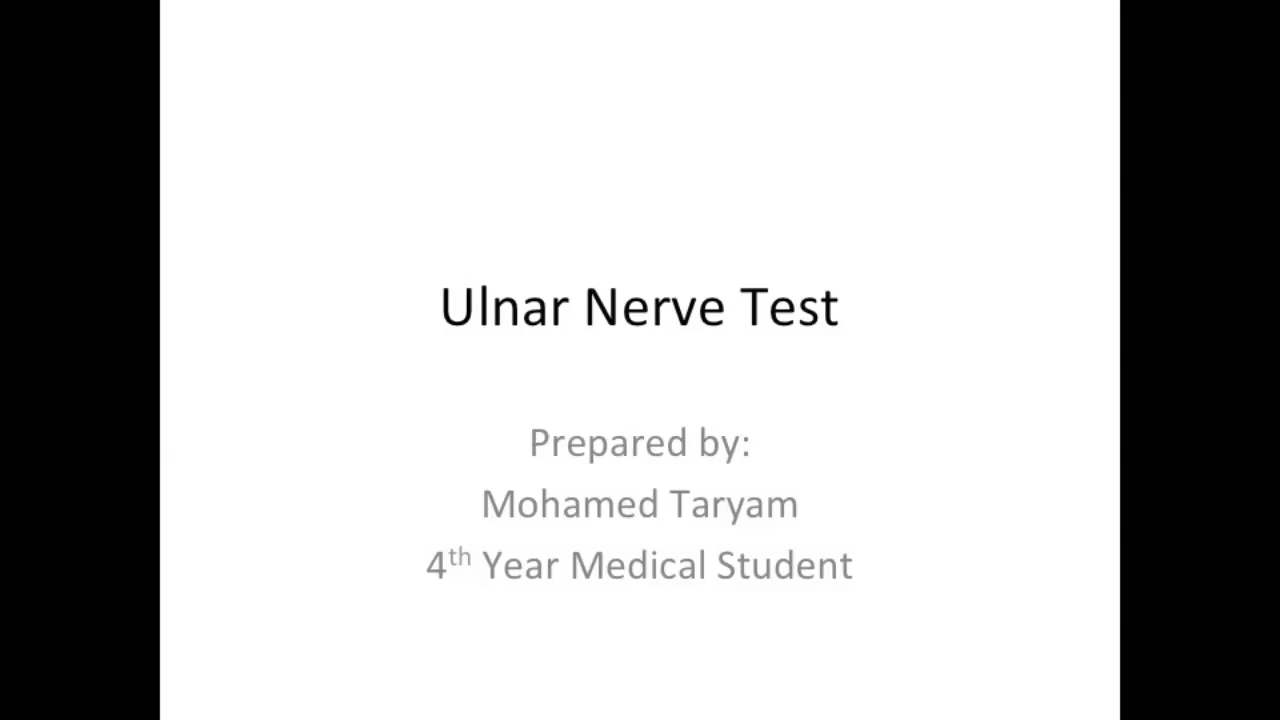 Ulnar Nerve Test
Prepared by:
Mohamed Taryam
4th Year Medical Student